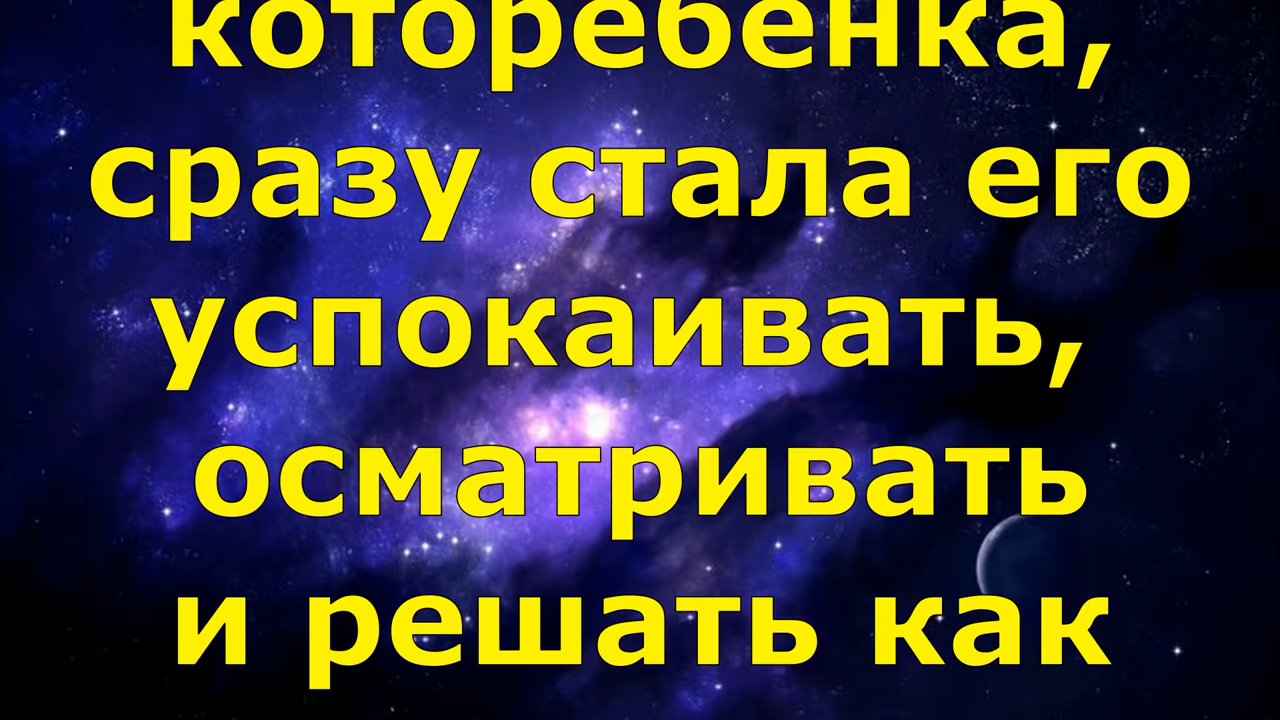 которебенка,
сразу стала его
успокаивать,
осматривать
и решать как